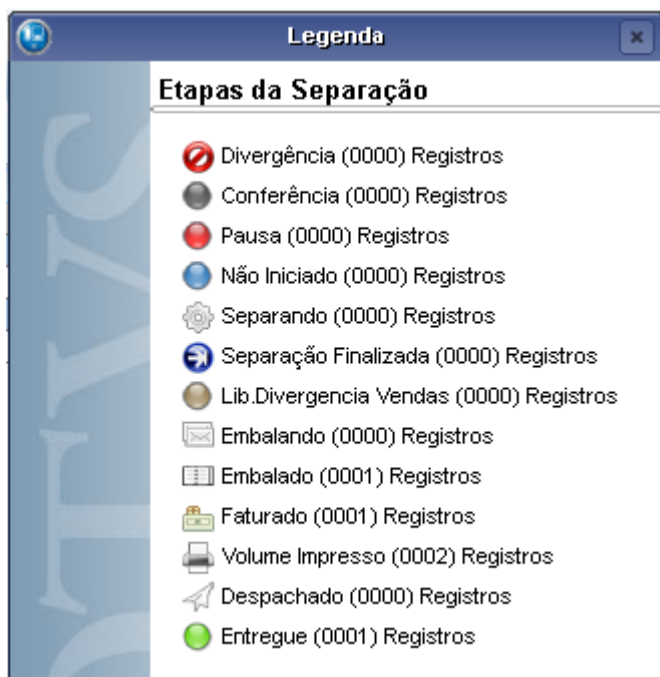 Legenda
Etapas da Separação
Divergência (0000) Registros
Conferência (0000) Registros
Pausa (0000) Registros
Não Iniciado (0000) Registros
Separando (0000) Registros
Separação Finalizada (0000) Registros
Lib.Divergencia Vendas (0000) Registros
Embalando (0000) Registros
Embalado (0001) Registros
Faturado (0001) Registros
Volume Impresso (0002) Registros
Despachado (0000) Registros
Entregue (0001) Registros
OTVS